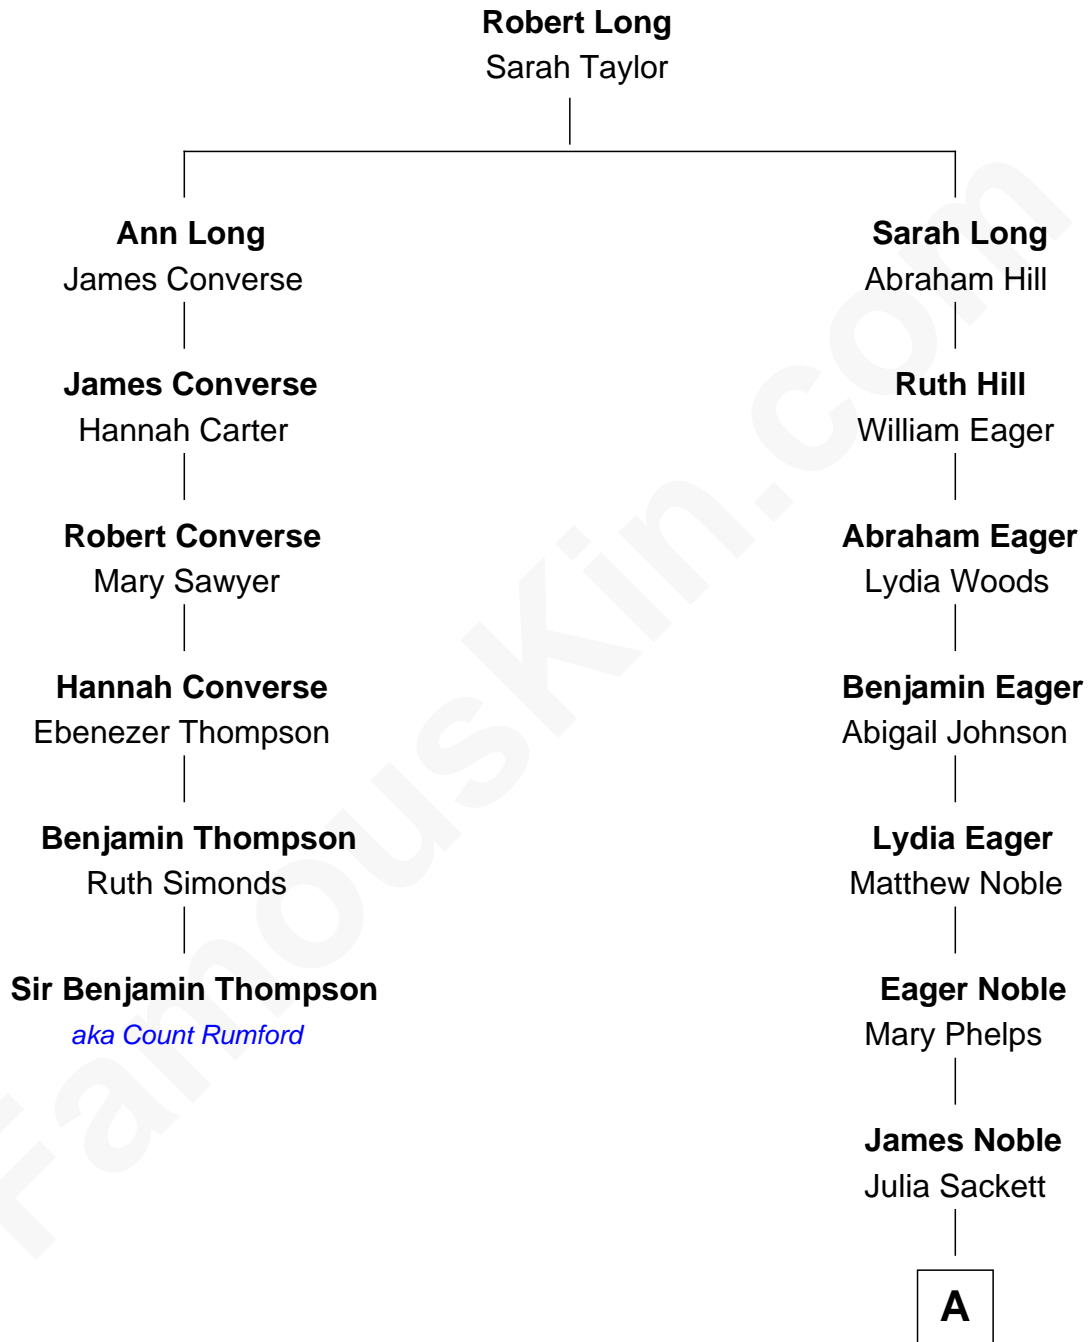 Robert Long
Sarah Taylor
Ann Long
James Converse
James Converse
Hannah Carter
Robert Converse
Mary Sawyer
Hannah Converse
Ebenezer Thompson
Benjamin Thompson
Ruth Simonds
Sir Benjamin Thompson
aka Count Rumford
Sarah Long
Abraham Hill
Ruth Hill
William Eager
Abraham Eager
Lydia Woods
Benjamin Eager
Abigail Johnson
Lydia Eager
Matthew Noble
Eager Noble
Mary Phelps
James Noble
Julia Sackett
A
FamousKin.com